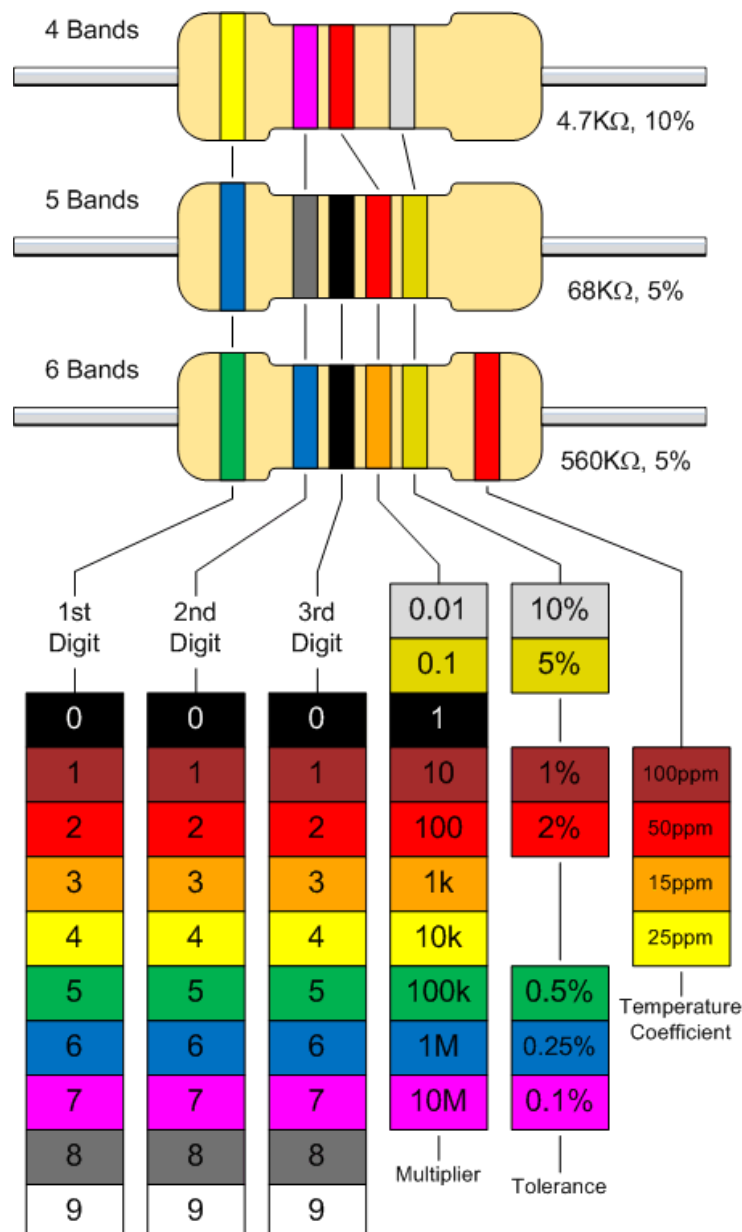 4 Bands
4.7KΩ, 10%
5 Bands
68KΩ, 5%
6 Bands
560KΩ, 5%
1st
Digit
2nd
Digit
3rd
Digit
0
1
2
3
4
5
6
7
8
9
0
1
2
3
4
5
6
7
8
9
0
1
2
3
4
5
6
7
8
9
0.01
0.1
1
10
100
1k
10k
100k
1M
10M
Multiplier
10%
5%
1%
2%
0.5%
0.25%
0.1%
Tolerance
100ppm
50ppm
15ppm
25ppm
Temperature
Coefficient